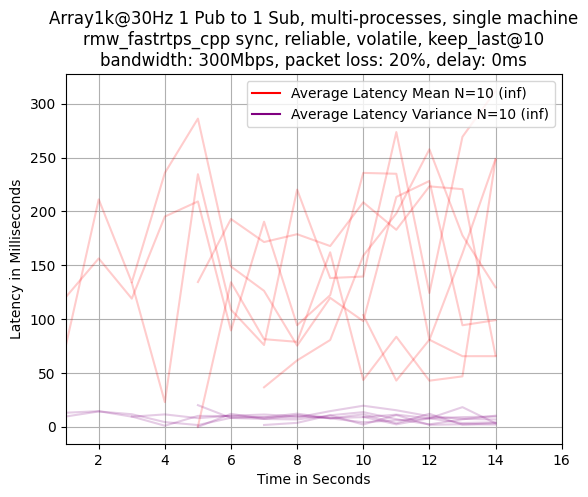 Array1k@30Hz 1 Pub to 1 Sub, multi-processes, single machine
rmw_fastrtps_cpp sync, reliable, volatile, keep_last@10
bandwidth: 300Mbps, packet loss: 20%, delay: 0ms
Average Latency Mean N=10 (inf)
Average Latency Variance N=10 (inf)
Latency in Milliseconds
300
250
200
150
100
50
0
2 4 6 8 10 12 14 16
Time in Seconds